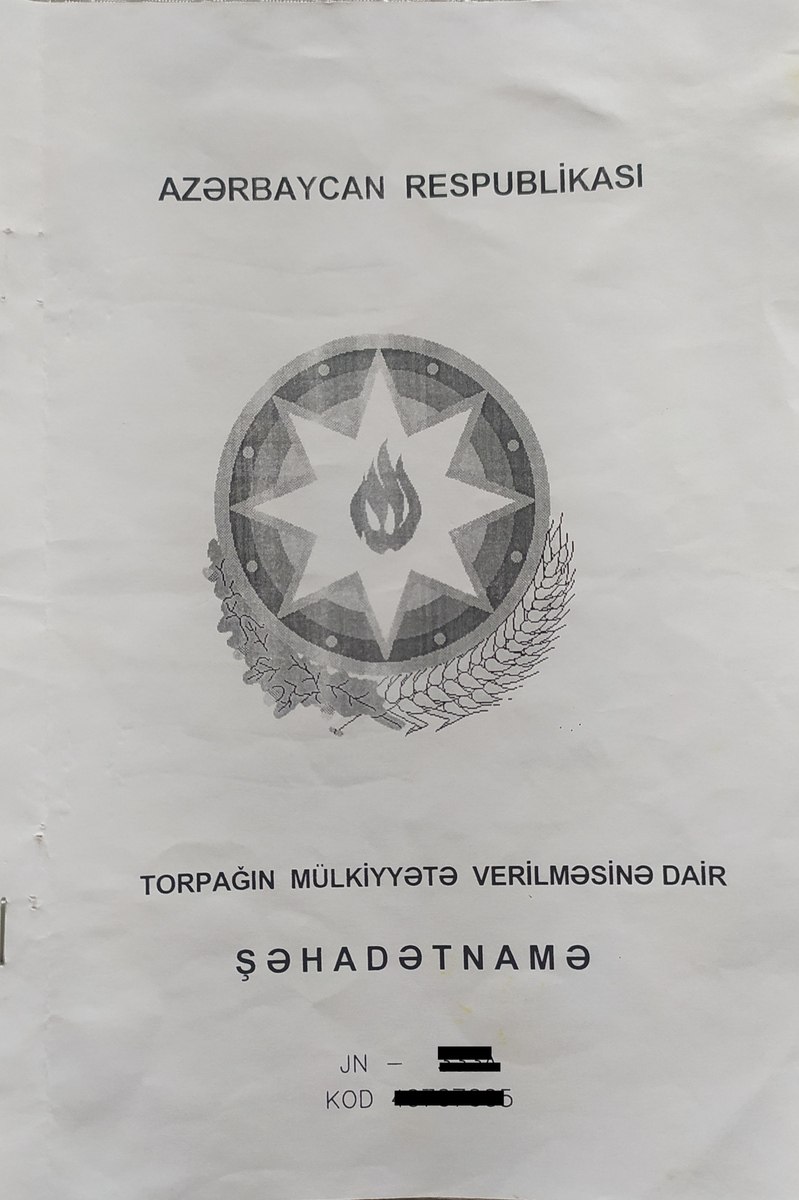 AZƏRBAYCAN RESPUBLİKASI
TORPAĞIN MÜLKİYYƏTƏ VERİLMƏSİNƏ DAİR
ŞƏHADƏTNAMƏ
JN –
KOD